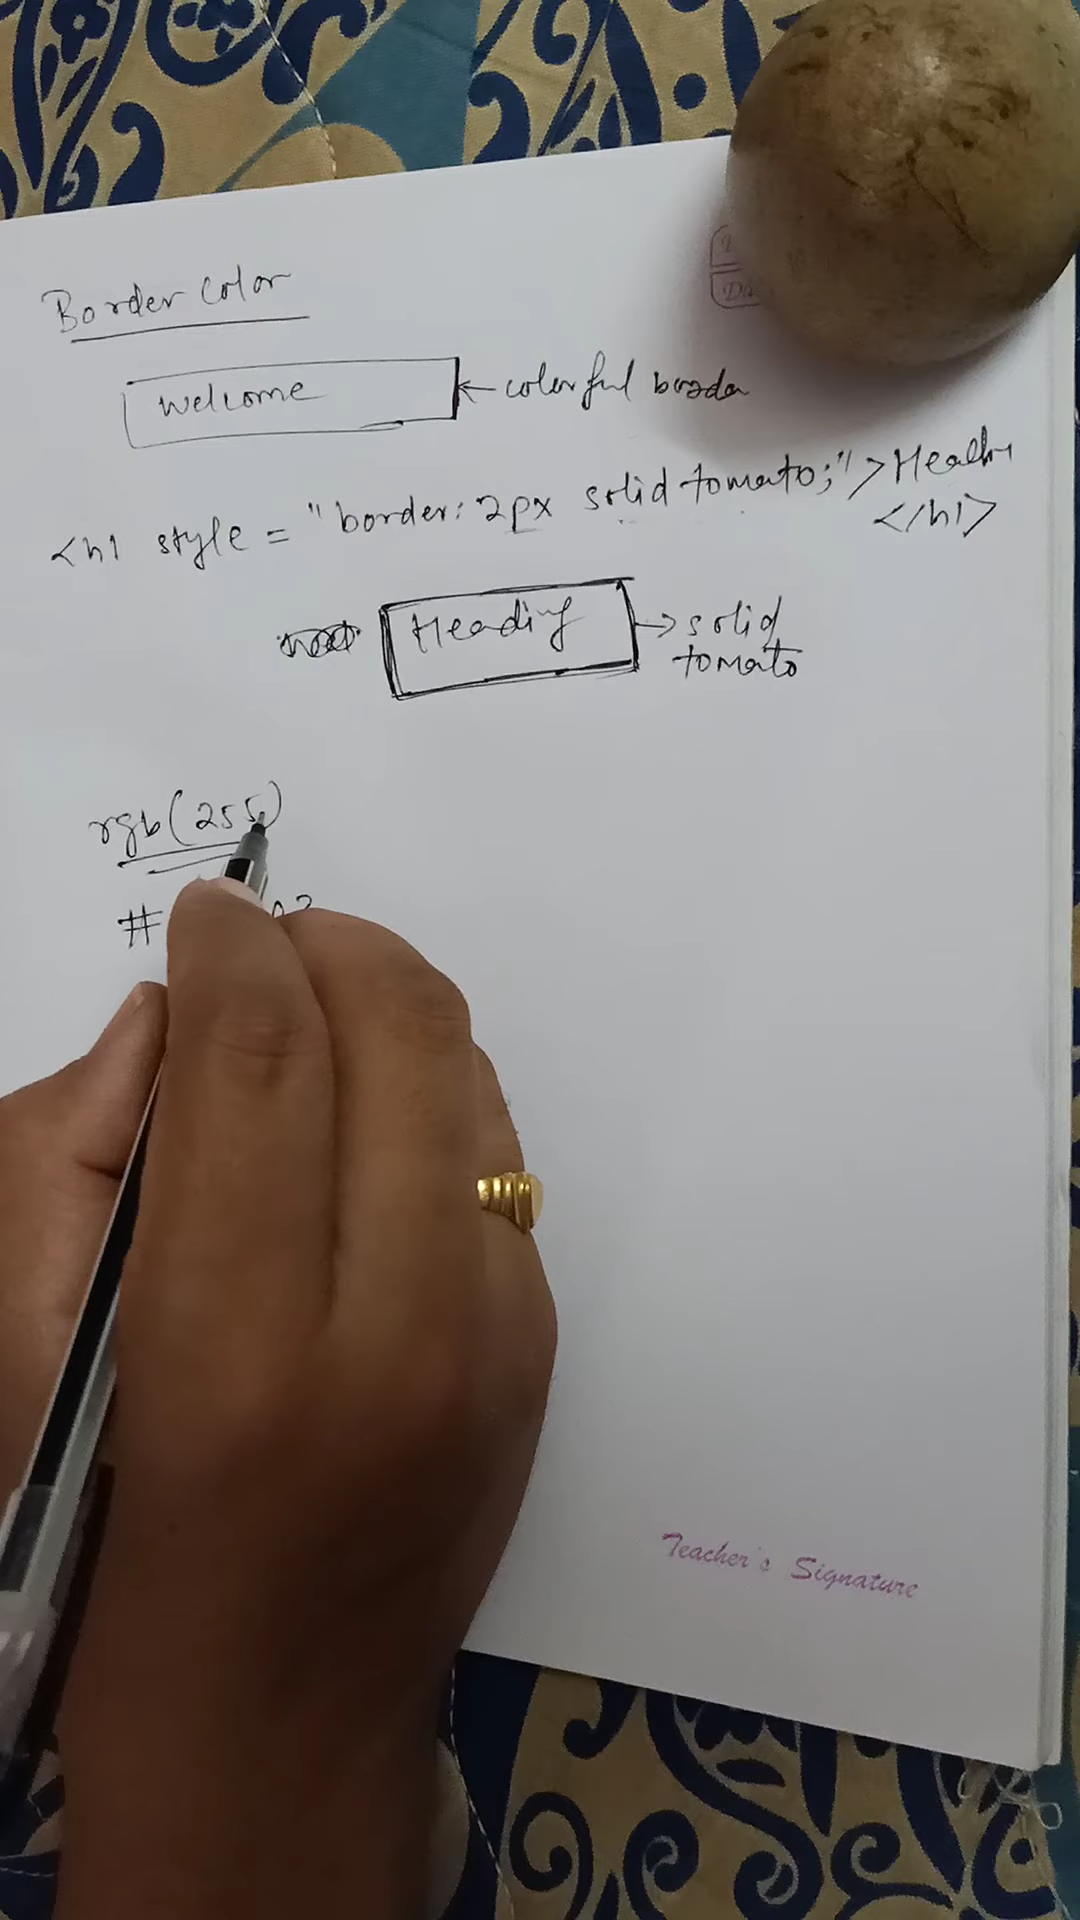 Border color
Welcome ← colorful border
<h1 style = "border: 2px solid tomato;">Heading
</h1>
Heading → solid
tomato
rgb(255)
#
Teacher's Signature